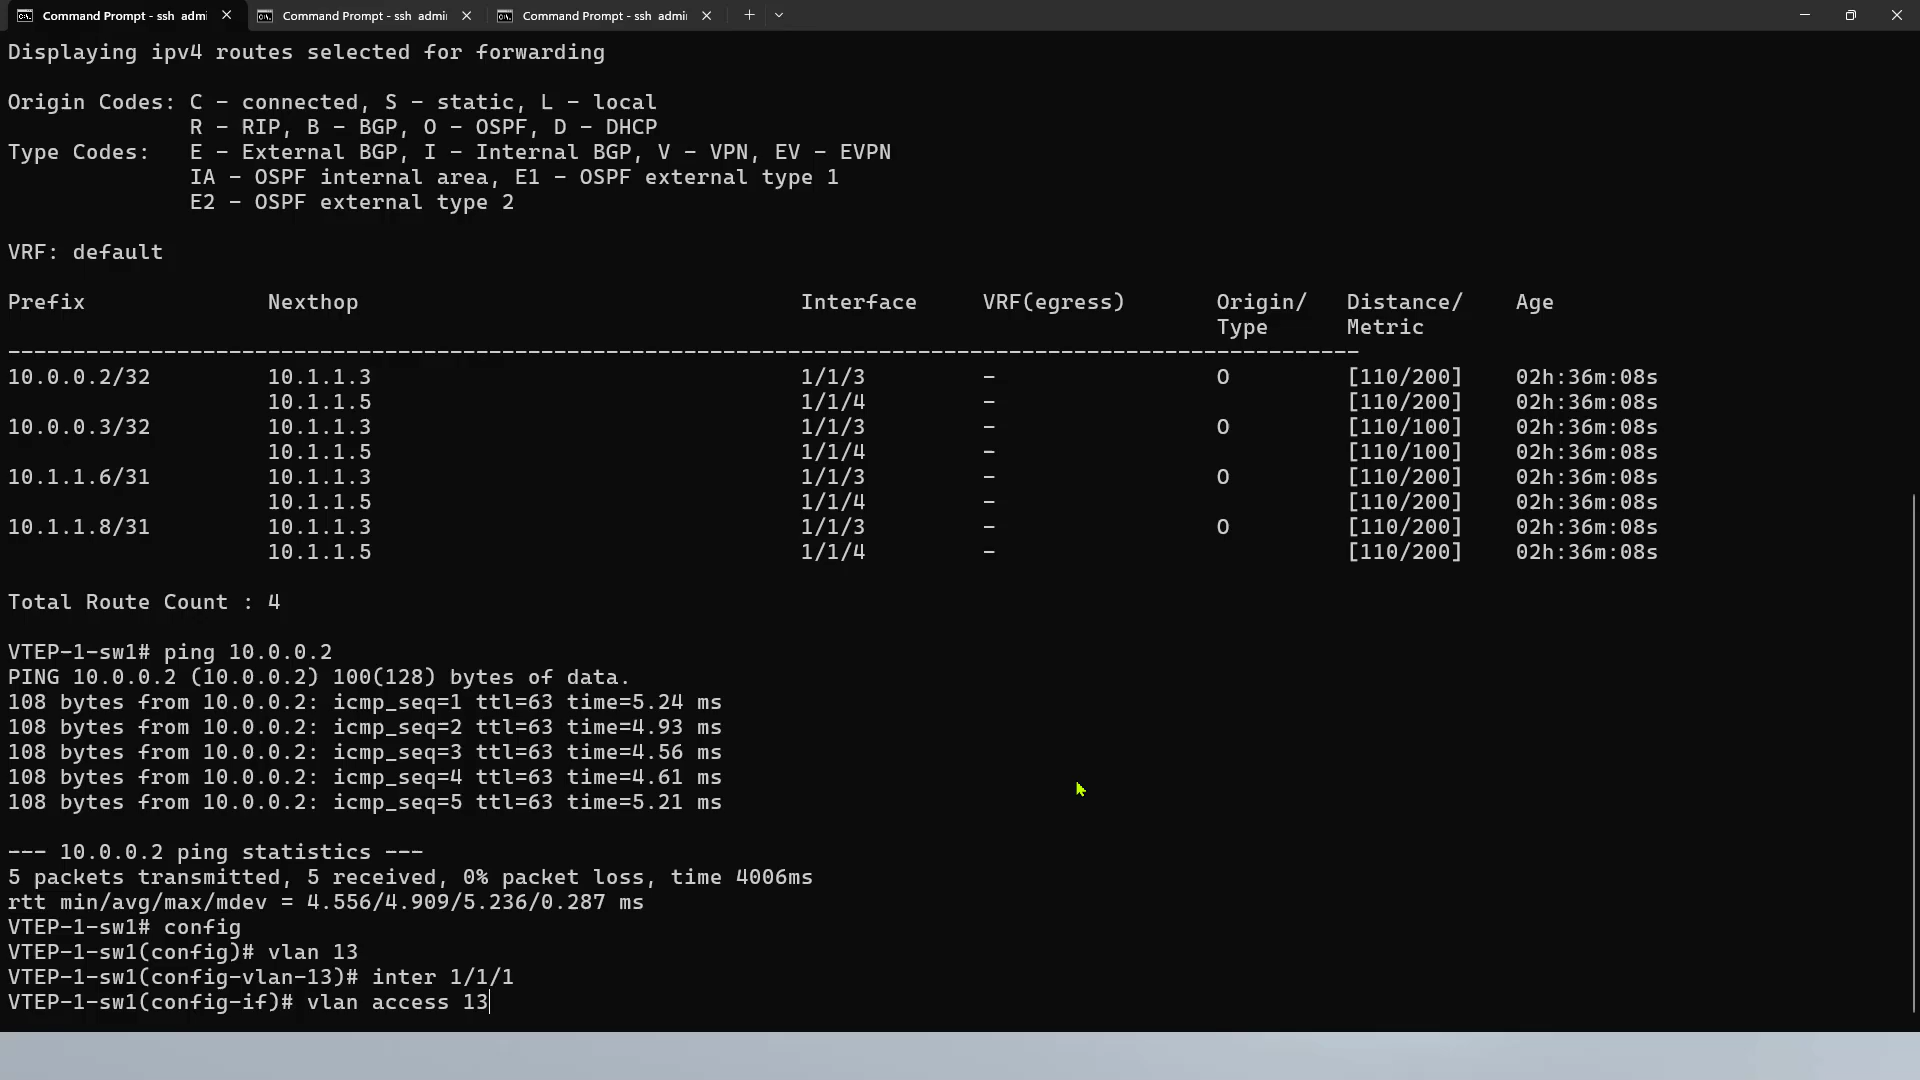 Command Prompt - ssh admi
Command Prompt - ssh admi
Command Prompt - ssh admi
Displaying ipv4 routes selected for forwarding
Origin Codes: C - connected, S - static, L - local
R - RIP, B - BGP, O - OSPF, D - DHCP
Type Codes: E - External BGP, I - Internal BGP, V - VPN, EV - EVPN
IA - OSPF internal area, E1 - OSPF external type 1
E2 - OSPF external type 2
VRF: default
Prefix Nexthop Interface VRF(egress) Origin/ Distance/ Age
Type Metric
---------------------------------------------------------------------------------------------------------
10.0.0.2/32 10.1.1.3 1/1/3 - O [110/200] 02h:36m:08s
10.1.1.5 1/1/4 - [110/200] 02h:36m:08s
10.0.0.3/32 10.1.1.3 1/1/3 - O [110/100] 02h:36m:08s
10.1.1.5 1/1/4 - [110/100] 02h:36m:08s
10.1.1.6/31 10.1.1.3 1/1/3 - O [110/200] 02h:36m:08s
10.1.1.5 1/1/4 - [110/200] 02h:36m:08s
10.1.1.8/31 10.1.1.3 1/1/3 - O [110/200] 02h:36m:08s
10.1.1.5 1/1/4 - [110/200] 02h:36m:08s
Total Route Count : 4
VTEP-1-sw1# ping 10.0.0.2
PING 10.0.0.2 (10.0.0.2) 100(128) bytes of data.
108 bytes from 10.0.0.2: icmp_seq=1 ttl=63 time=5.24 ms
108 bytes from 10.0.0.2: icmp_seq=2 ttl=63 time=4.93 ms
108 bytes from 10.0.0.2: icmp_seq=3 ttl=63 time=4.56 ms
108 bytes from 10.0.0.2: icmp_seq=4 ttl=63 time=4.61 ms
108 bytes from 10.0.0.2: icmp_seq=5 ttl=63 time=5.21 ms
--- 10.0.0.2 ping statistics ---
5 packets transmitted, 5 received, 0% packet loss, time 4006ms
rtt min/avg/max/mdev = 4.556/4.909/5.236/0.287 ms
VTEP-1-sw1# config
VTEP-1-sw1(config)# vlan 13
VTEP-1-sw1(config-vlan-13)# inter 1/1/1
VTEP-1-sw1(config-if)# vlan access 13